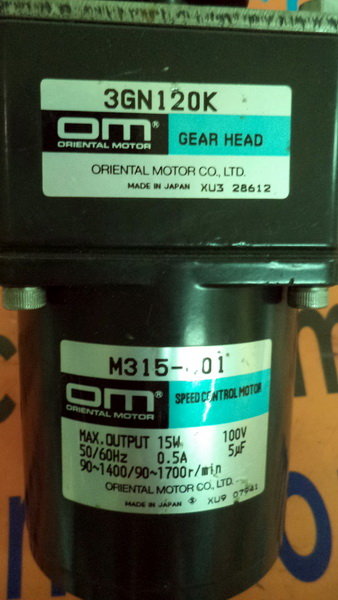 3GN120K
om®
ORIENTAL MOTOR
GEAR HEAD
ORIENTAL MOTOR CO., LTD.
MADE IN JAPAN XU3 28612
om®
ORIENTAL MOTOR
SPEED CONTROL MOTOR
MAX. OUTPUT 15W 100V
50/60Hz 0.5A 5µF
90~1400/90~1700r/min
ORIENTAL MOTOR CO., LTD.
MADE IN JAPAN XU9 07941